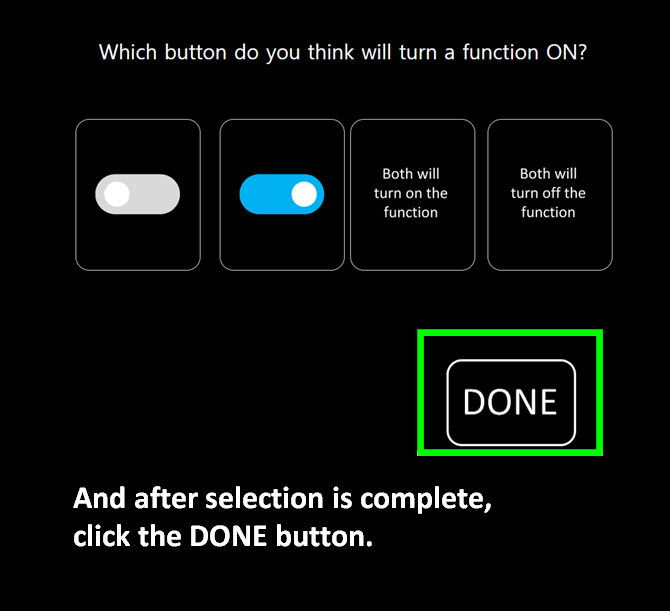 Which button do you think will turn a function ON?
Both will
turn on the
function
Both will
turn off the
function
DONE
And after selection is complete,
click the DONE button.